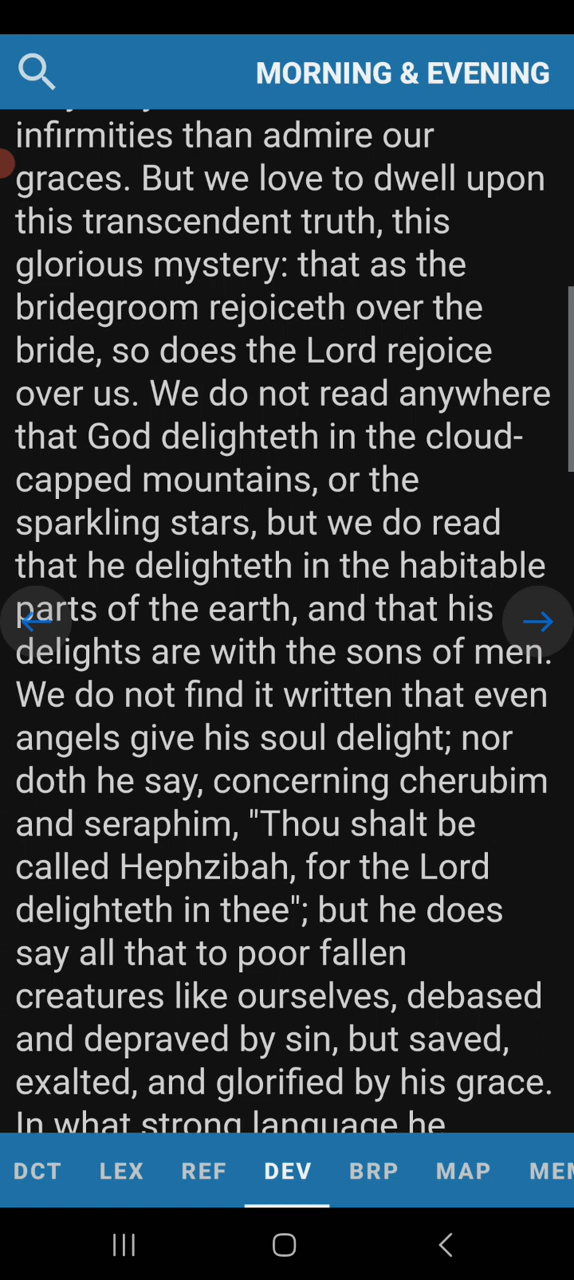 MORNING & EVENING
infirmities than admire our
graces. But we love to dwell upon
this transcendent truth, this
glorious mystery: that as the
bridegroom rejoiceth over the
bride, so does the Lord rejoice
over us. We do not read anywhere
that God delighteth in the cloud-
capped mountains, or the
sparkling stars, but we do read
that he delighteth in the habitable
parts of the earth, and that his
delights are with the sons of men.
We do not find it written that even
angels give his soul delight; nor
doth he say, concerning cherubim
and seraphim, "Thou shalt be
called Hephzibah, for the Lord
delighteth in thee"; but he does
say all that to poor fallen
creatures like ourselves, debased
and depraved by sin, but saved,
exalted, and glorified by his grace.
In what strong language he
DCT LEX REF DEV BRP MAP